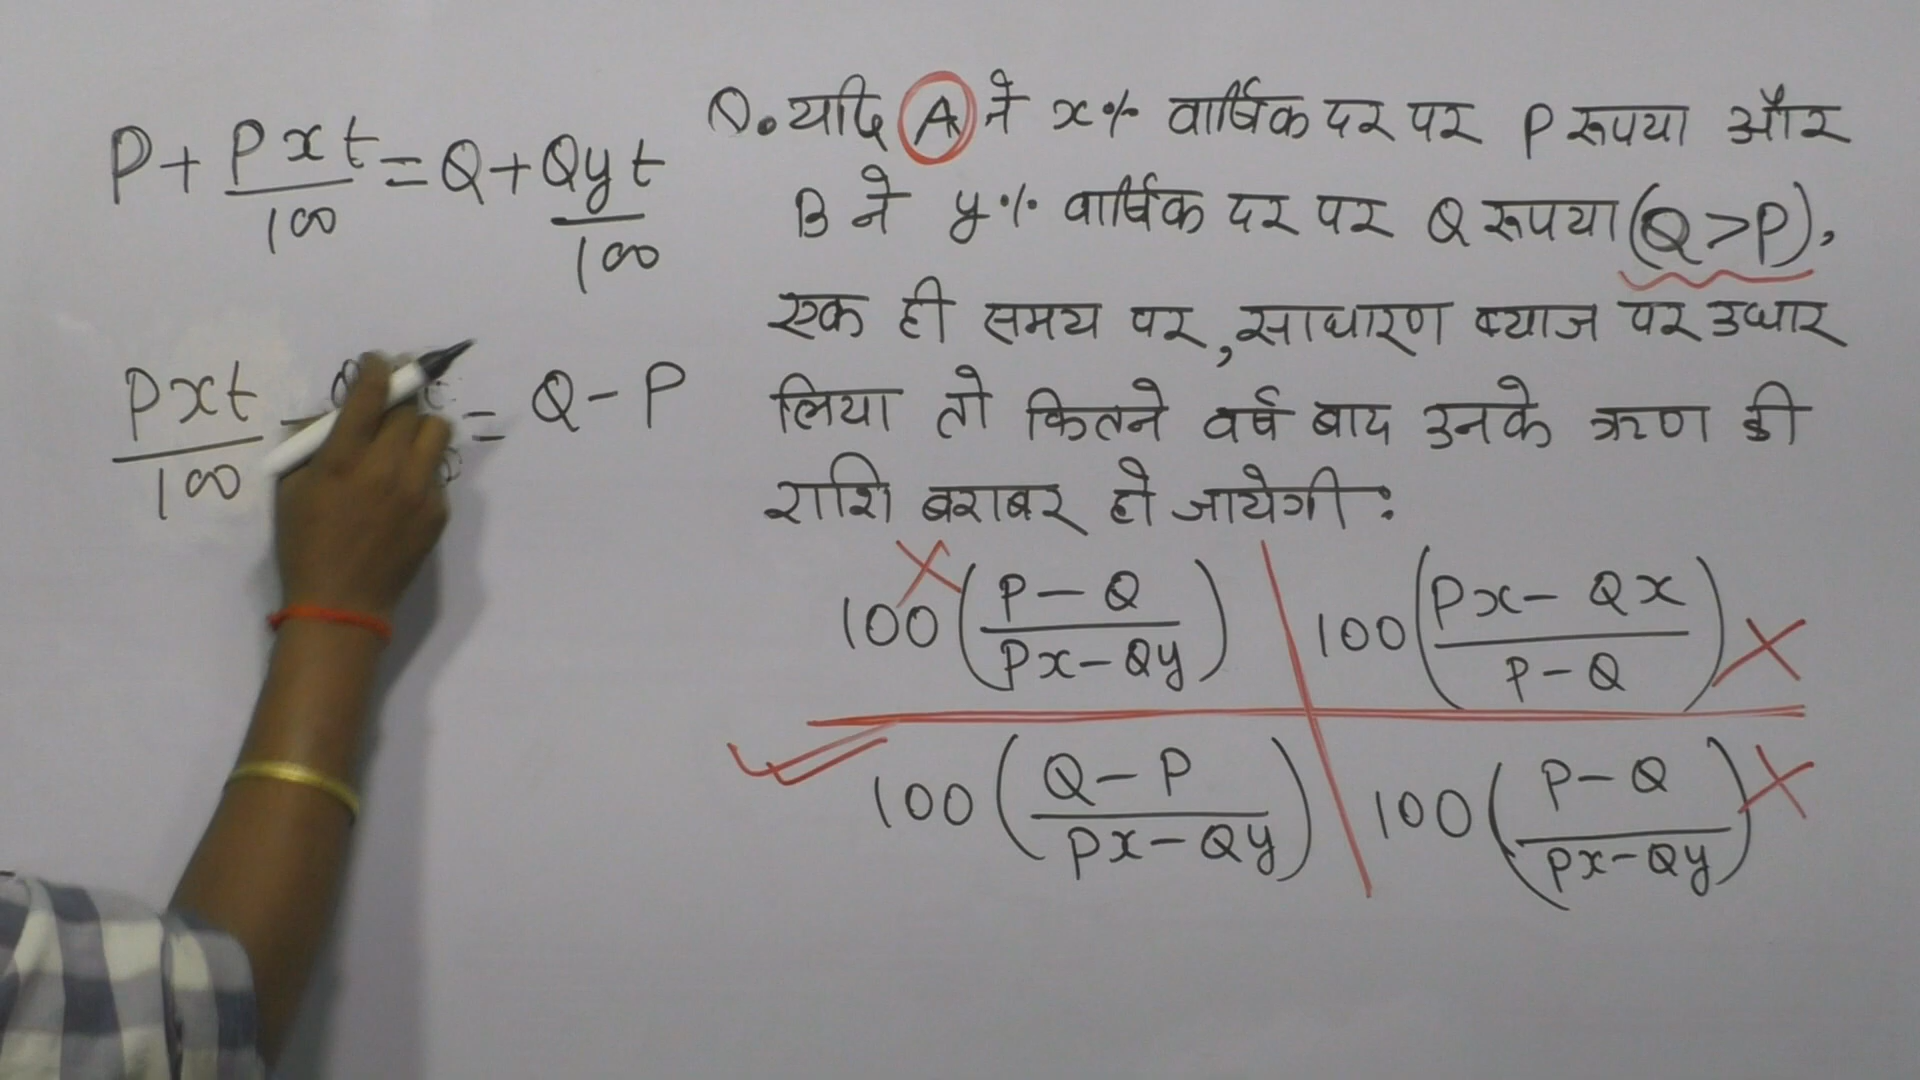 P + Pxt/100 = Q + Qyt/100
Pxt/100 - = Q - P
Q. यदि A ने x% वार्षिक दर पर P रूपया और
B ने y% वार्षिक दर पर Q रूपया (Q>P),
एक ही समय पर, साधारण ब्याज पर उधार
लिया तो कितने वर्ष बाद उनके ऋण की
राशि बराबर हो जायेगी:
100 (P-Q / Px-Qy)
100 (Px-Qx / P-Q)
100 (Q-P / Px-Qy)
100 (P-Q / Px-Qy)